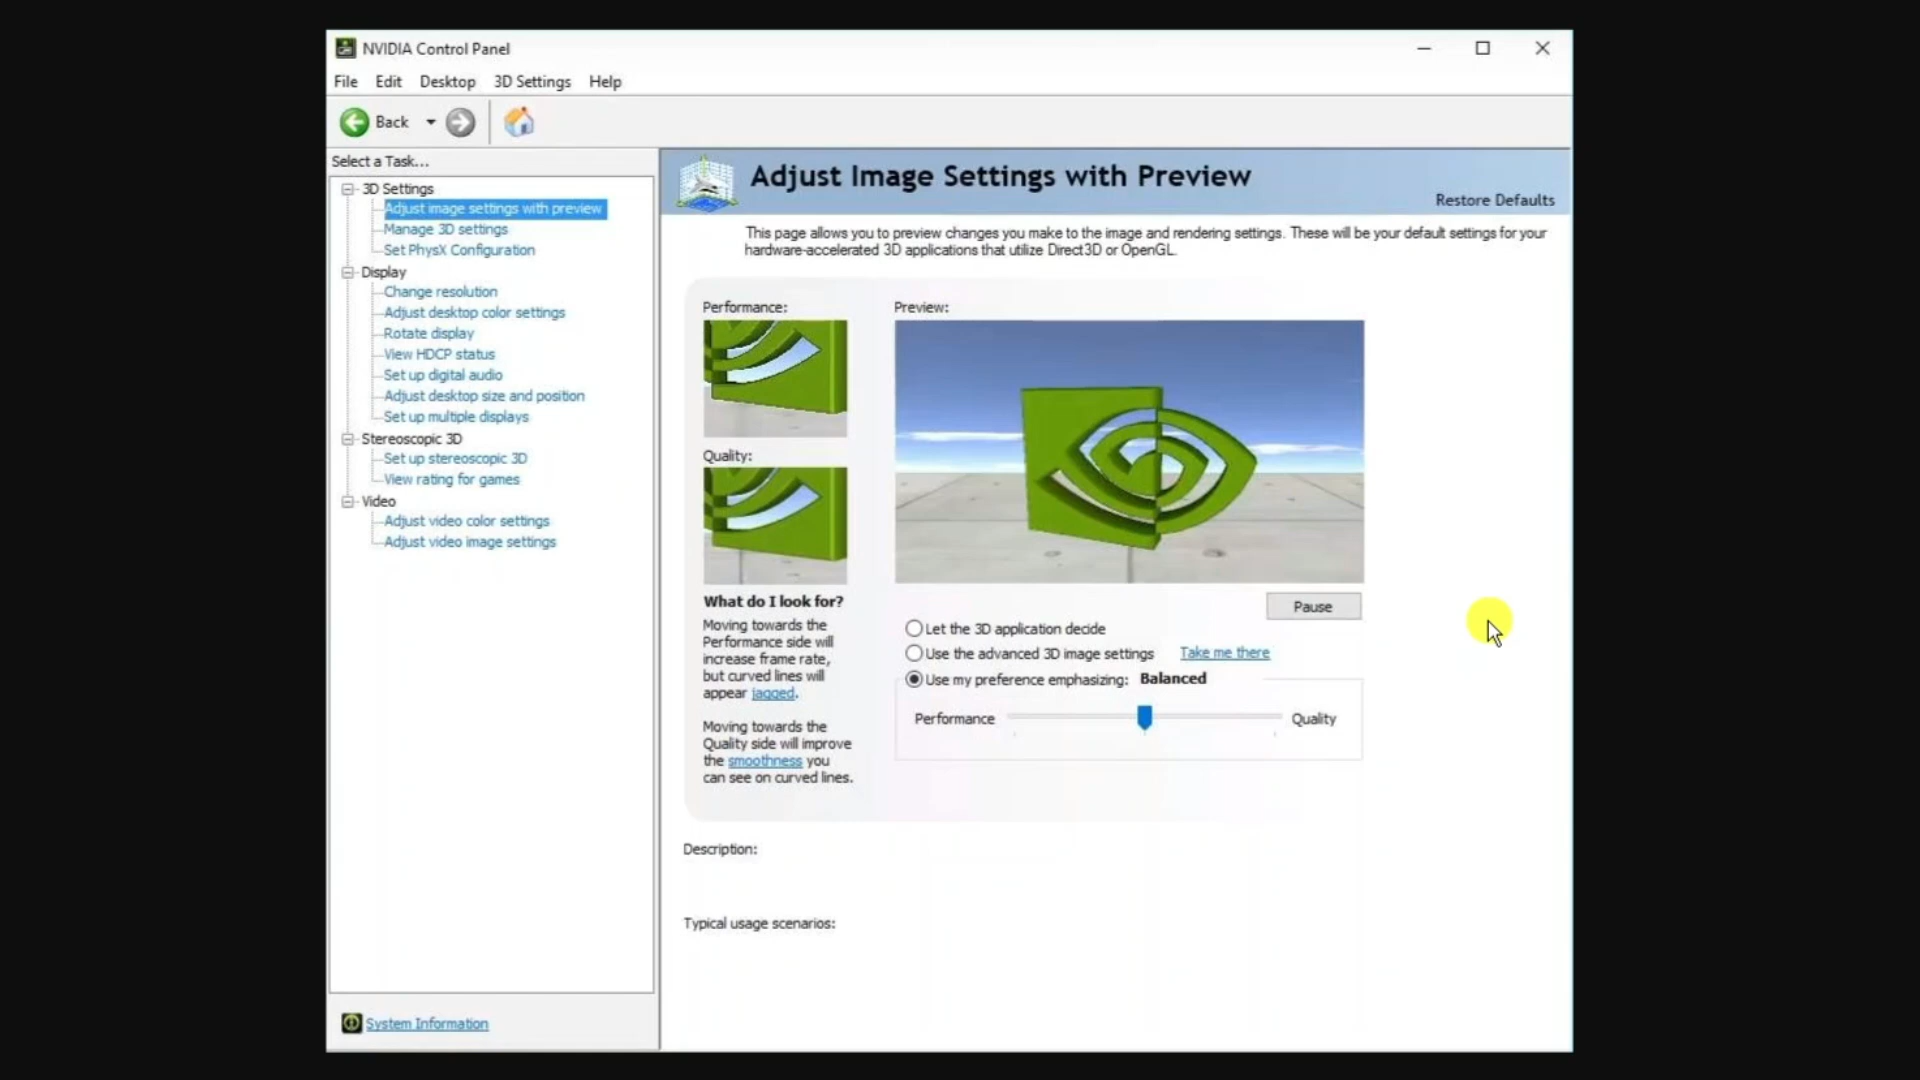 NVIDIA Control Panel
File Edit Desktop 3D Settings Help
Back
Select a Task...
3D Settings
Adjust image settings with preview
Manage 3D settings
Set PhysX Configuration
Display
Change resolution
Adjust desktop color settings
Rotate display
View HDCP status
Set up digital audio
Adjust desktop size and position
Set up multiple displays
Stereoscopic 3D
Set up stereoscopic 3D
View rating for games
Video
Adjust video color settings
Adjust video image settings
System Information
Adjust Image Settings with Preview
Restore Defaults
This page allows you to preview changes you make to the image and rendering settings. These will be your default settings for your
hardware-accelerated 3D applications that utilize Direct3D or OpenGL.
Performance:
Quality:
What do I look for?
Moving towards the
Performance side will
increase frame rate,
but curved lines will
appear jagged.
Moving towards the
Quality side will improve
the smoothness you
can see on curved lines.
Preview:
Pause
Let the 3D application decide
Use the advanced 3D image settings Take me there
Use my preference emphasizing: Balanced
Performance Quality
Description:
Typical usage scenarios: